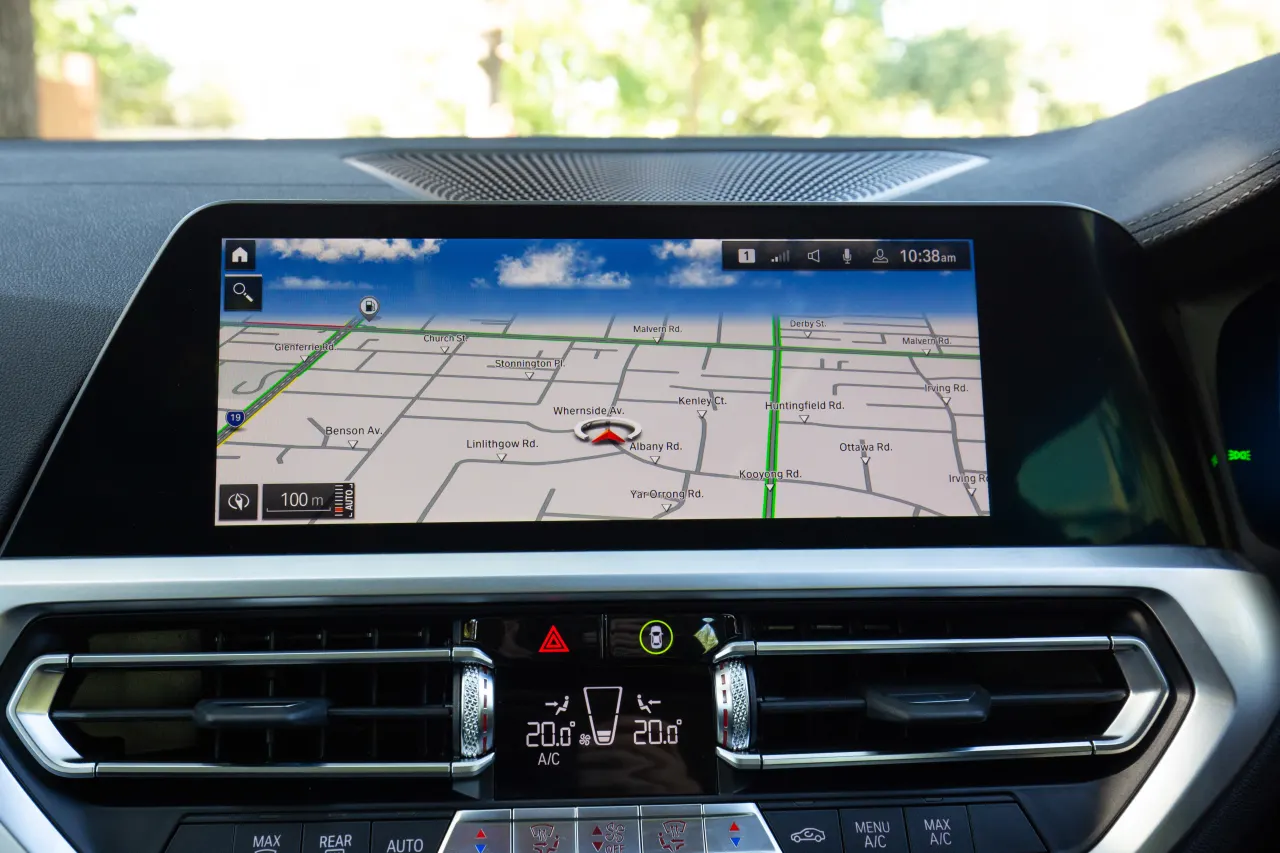 1
10:38am
Derby St.
Malvern Rd.
Malvern Rd.
Church St.
Glenferrie Rd.
Stonnington Pl.
Irving Rd.
Kenley Ct.
Huntingfield Rd.
Whernside Av.
19
Benson Av.
Linlithgow Rd.
Albany Rd.
Ottawa Rd.
Kooyong Rd.
Irving R
Yar Orrong Rd.
100 m
AUTO
20.0°
20.0°
A/C
MAX
REAR
AUTO
OFF
MENU
A/C
MAX
A/C